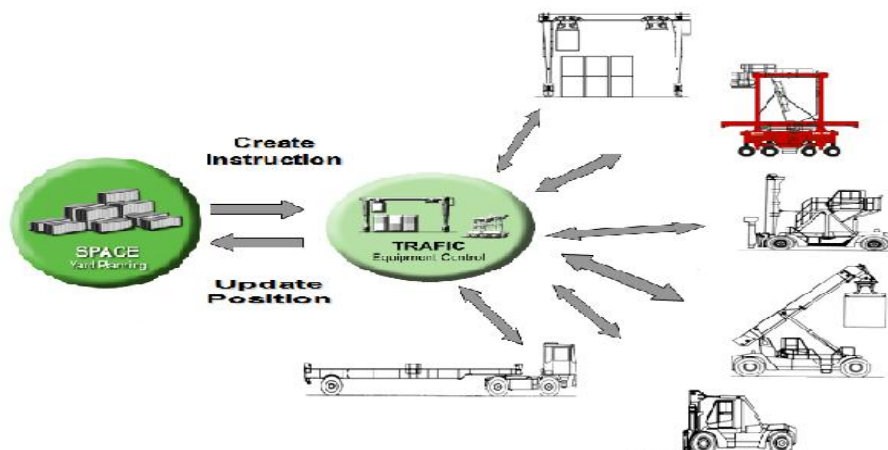 Create
Instruction
SPACE
Yard Planning
TRAFIC
Equipment Control
Update
Position